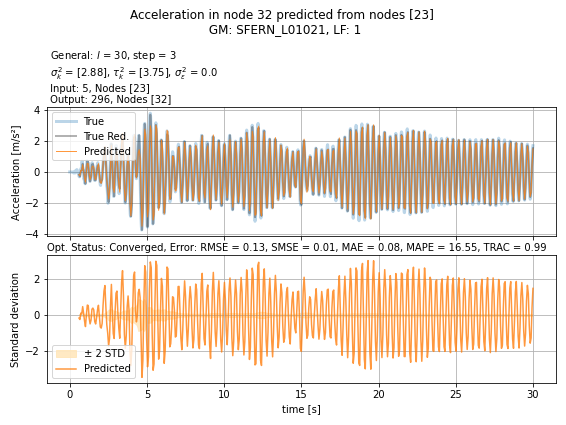 Acceleration in node 32 predicted from nodes [23]
GM: SFERN_L01021, LF: 1
General: l = 30, step = 3
σ²ₖ = [2.88], τ²ₖ = [3.75], σ²_ε = 0.0
Input: 5, Nodes [23]
Output: 296, Nodes [32]
Acceleration [m/s²]
4
2
0
−2
−4
True
True Red.
Predicted
Opt. Status: Converged, Error: RMSE = 0.13, SMSE = 0.01, MAE = 0.08, MAPE = 16.55, TRAC = 0.99
Standard deviation
2
0
−2
± 2 STD
Predicted
0 5 10 15 20 25 30
time [s]